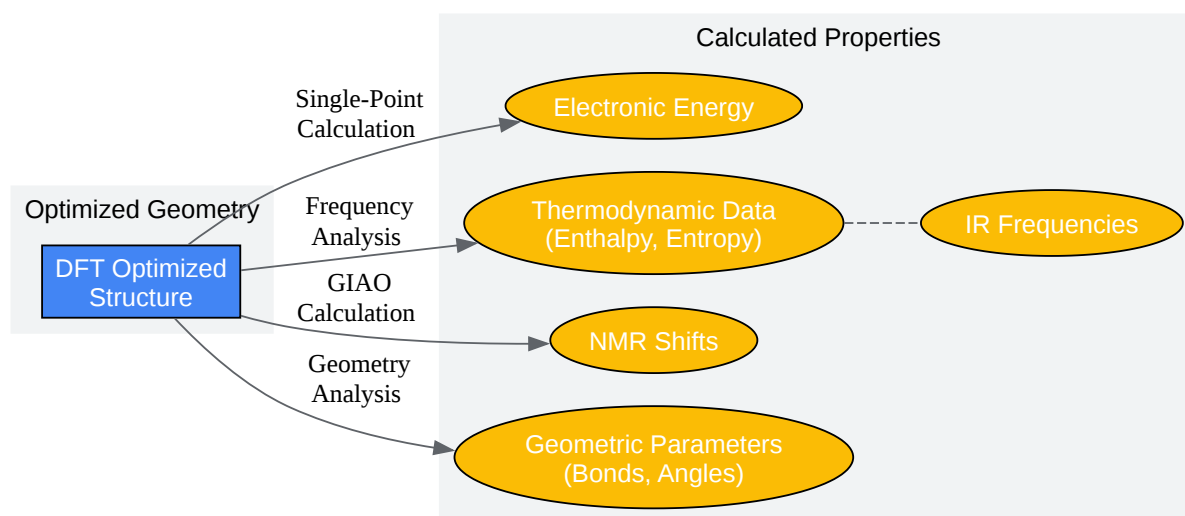 Calculated Properties
Single-Point
Calculation
Electronic Energy
Optimized Geometry
Frequency
Analysis
Thermodynamic Data
(Enthalpy, Entropy)
IR Frequencies
DFT Optimized
Structure
GIAO
Calculation
NMR Shifts
Geometry
Analysis
Geometric Parameters
(Bonds, Angles)